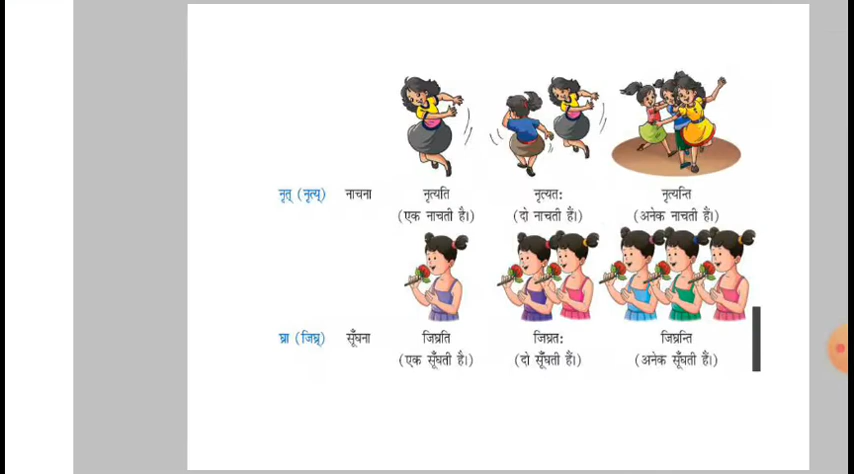 नृत् (नृत्य्) नाचना नृत्यति नृत्यत: नृत्यन्ति
(एक नाचती है।) (दो नाचती हैं।) (अनेक नाचती हैं।)
घ्रा (जिघ्र्) सूँघना जिघ्रति जिघ्रत: जिघ्रन्ति
(एक सूँघती है।) (दो सूँघती हैं।) (अनेक सूँघती हैं।)